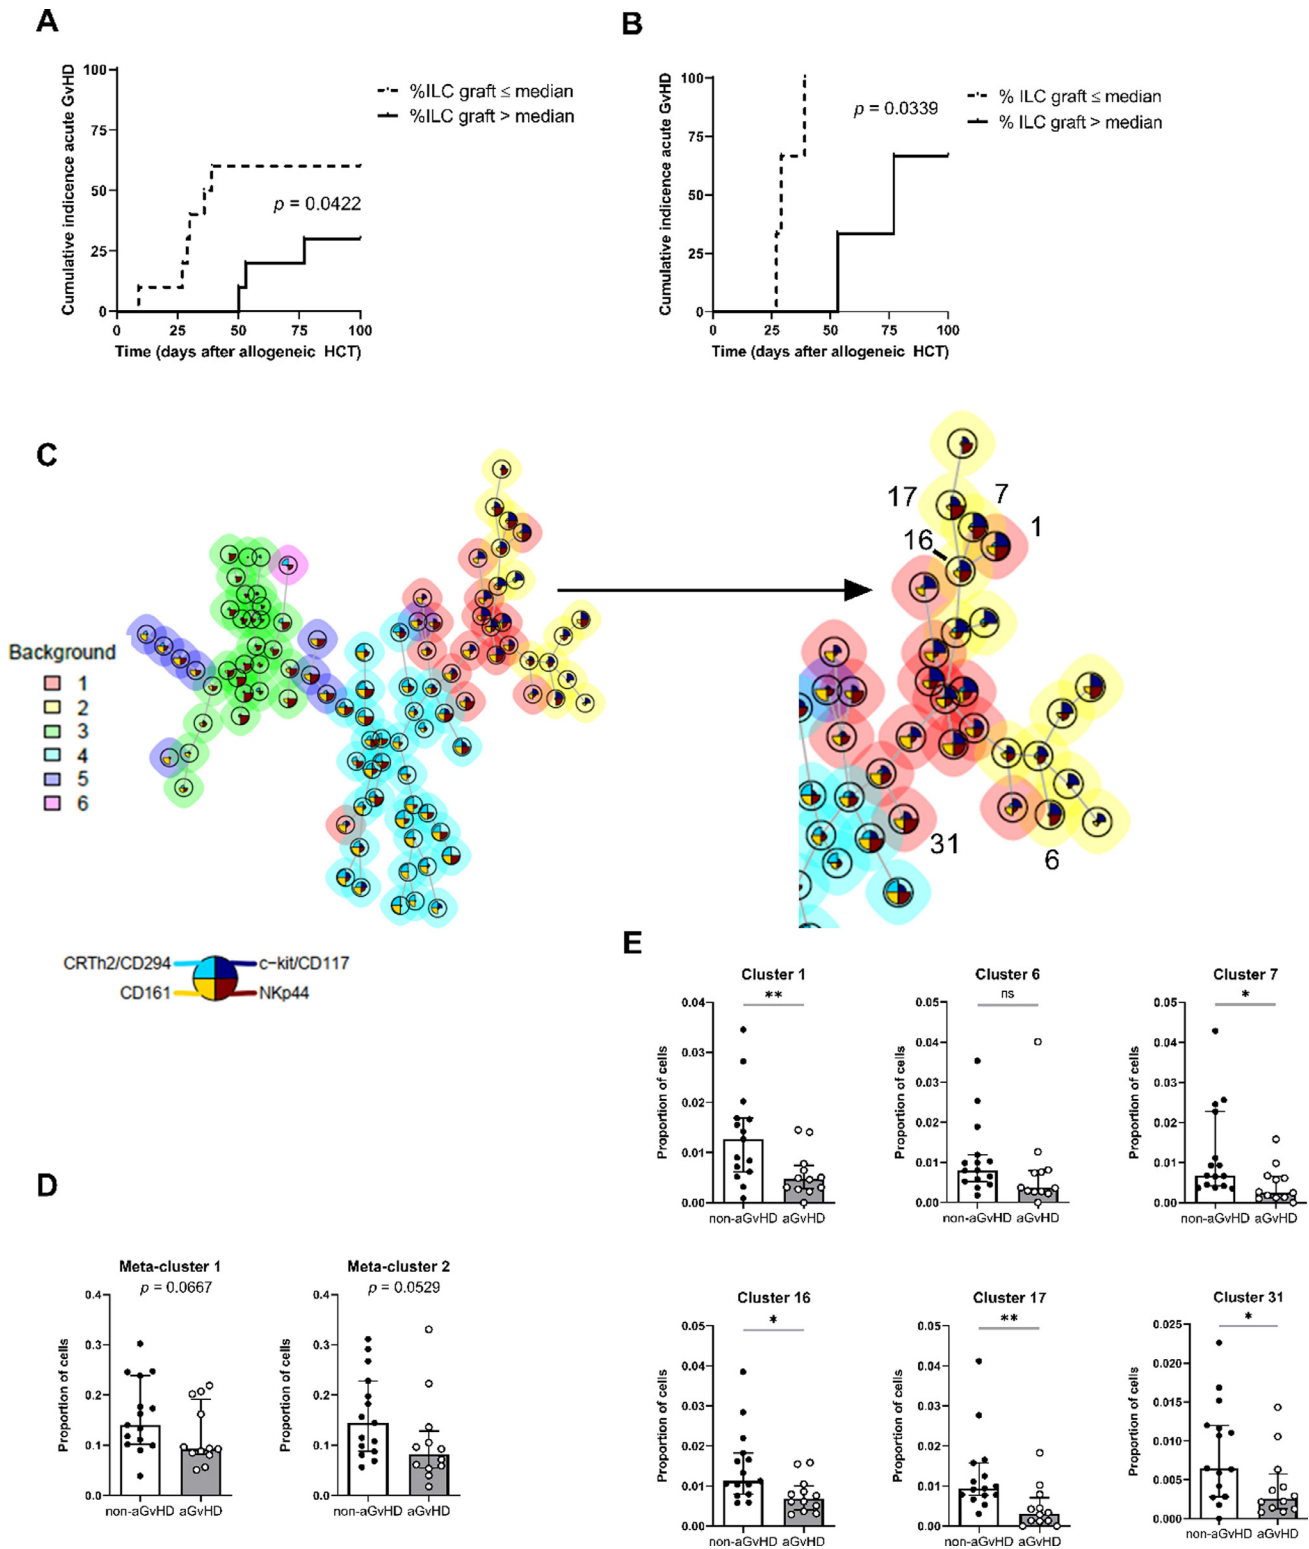 A
Cumulative indicence acute GvHD
100
75
50
25
0
0 25 50 75 100
Time (days after allogeneic HCT)
%ILC graft ≤ median
%ILC graft > median
p = 0.0422
B
Cumulative indicence acute GvHD
100
75
50
25
0
0 25 50 75 100
Time (days after allogeneic HCT)
% ILC graft ≤ median
% ILC graft > median
p = 0.0339
C
Background
1
2
3
4
5
6
17
7
1
16
31
6
CRTh2/CD294
c-kit/CD117
CD161
NKp44
D
Meta-cluster 1
p = 0.0667
Proportion of cells
0.4
0.3
0.2
0.1
0.0
non-aGvHD aGvHD
Meta-cluster 2
p = 0.0529
Proportion of cells
0.4
0.3
0.2
0.1
0.0
non-aGvHD aGvHD
E
Cluster 1
**
Proportion of cells
0.04
0.03
0.02
0.01
0.00
non-aGvHD aGvHD
Cluster 6
ns
Proportion of cells
0.05
0.04
0.03
0.02
0.01
0.00
non-aGvHD aGvHD
Cluster 7
*
Proportion of cells
0.05
0.04
0.03
0.02
0.01
0.00
non-aGvHD aGvHD
Cluster 16
*
Proportion of cells
0.05
0.04
0.03
0.02
0.01
0.00
non-aGvHD aGvHD
Cluster 17
**
Proportion of cells
0.05
0.04
0.03
0.02
0.01
0.00
non-aGvHD aGvHD
Cluster 31
*
Proportion of cells
0.025
0.020
0.015
0.010
0.005
0.000
non-aGvHD aGvHD